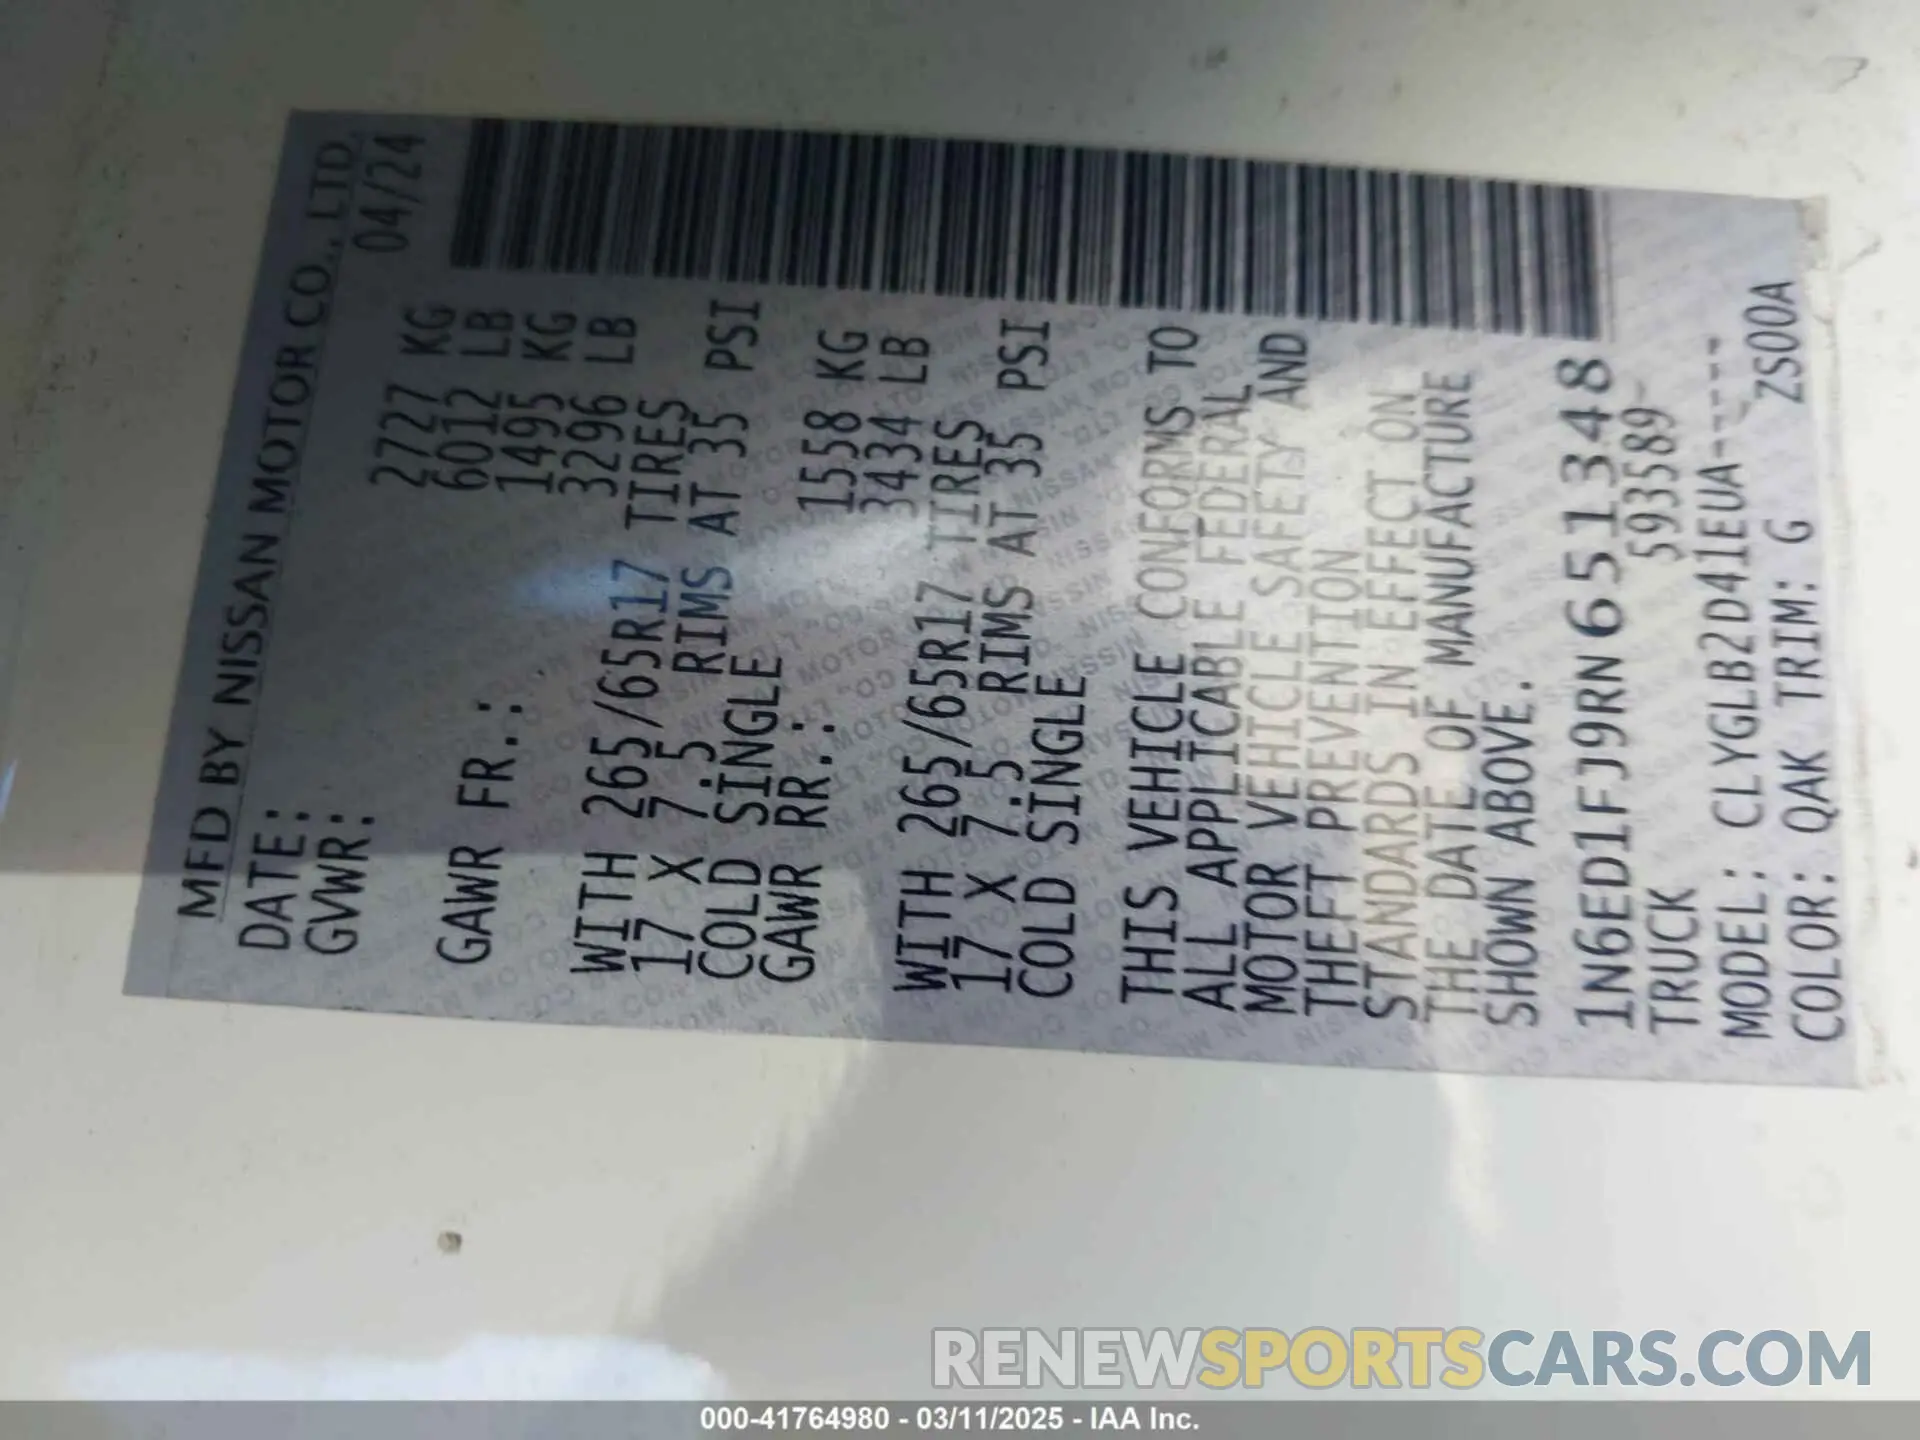 MFD BY NISSAN MOTOR CO., LTD.
DATE: 04/24
GVWR: 2727 KG
6012 LB
GAWR FR.: 1495 KG
3296 LB
WITH 265/65R17 TIRES
17 X 7.5 RIMS AT 35 PSI
COLD SINGLE
GAWR RR.: 1558 KG
3434 LB
WITH 265/65R17 TIRES
17 X 7.5 RIMS AT 35 PSI
COLD SINGLE
THIS VEHICLE CONFORMS TO
ALL APPLICABLE FEDERAL
MOTOR VEHICLE SAFETY AND
THEFT PREVENTION
STANDARDS IN EFFECT ON
THE DATE OF MANUFACTURE
SHOWN ABOVE.
1N6ED1FJ9RN651348
TRUCK 593589-
MODEL: CLYGLB2D41EUA-----
COLOR: QAK TRIM: G ZS00A
RENEWSPORTSCARS.COM
000-41764980 - 03/11/2025 - IAA Inc.